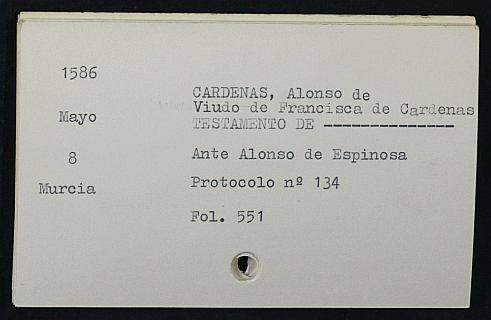 1586
CARDENAS, Alonso de
Viudo de Francisca de Cardenas
Mayo
TESTAMENTO DE --------------
8
Ante Alonso de Espinosa
Murcia
Protocolo nº 134
Fol. 551